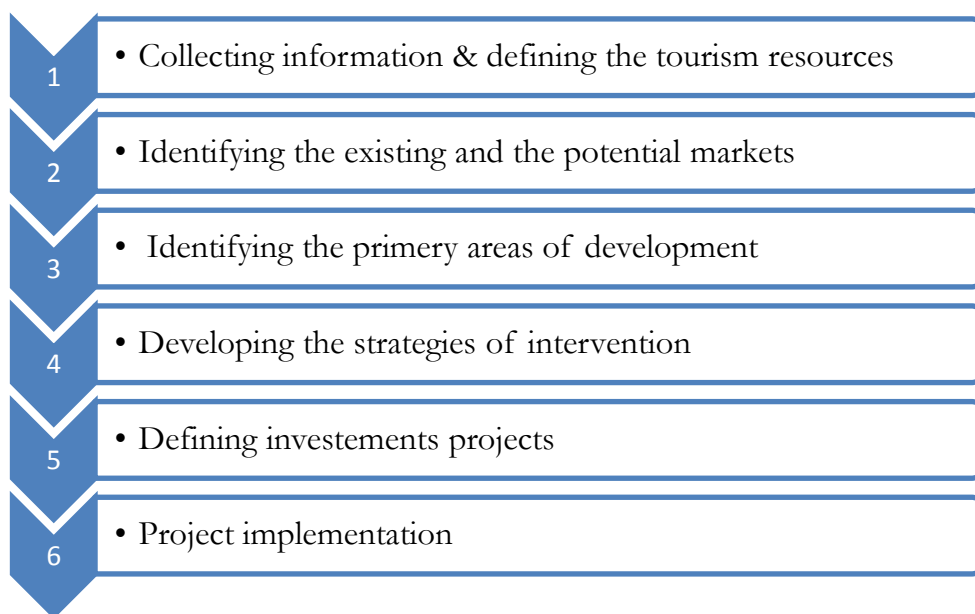 1 • Collecting information & defining the tourism resources
2 • Identifying the existing and the potential markets
3 • Identifying the primery areas of development
4 • Developing the strategies of intervention
5 • Defining investements projects
6 • Project implementation